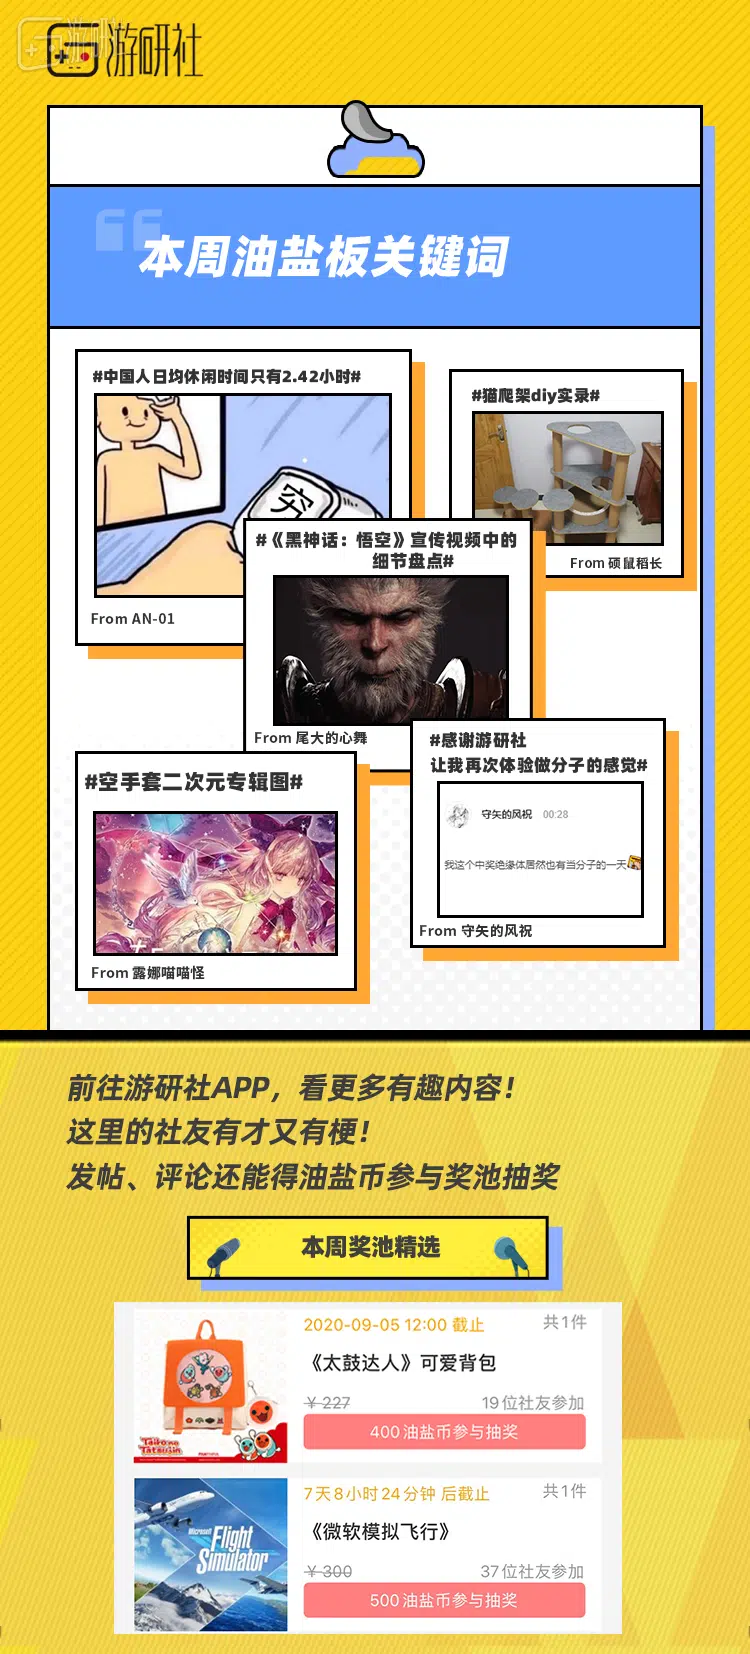 游研社
本周油盐板关键词
#中国人日均休闲时间只有2.42小时#
穷
From AN-01
#猫爬架diy实录#
From 硕鼠稻长
#《黑神话：悟空》宣传视频中的
细节盘点#
From 尾大的心舞
#感谢游研社
让我再次体验做分子的感觉#
守矢的风祝 00:28
我这个中奖绝缘体居然也有当分子的一天
From 守矢的风祝
#空手套二次元专辑图#
From 露娜喵喵怪
前往游研社APP，看更多有趣内容！
这里的社友有才又有梗！
发帖、评论还能得油盐币参与奖池抽奖
本周奖池精选
2020-09-05 12:00 截止 共1件
《太鼓达人》可爱背包
￥227 19位社友参加
400油盐币参与抽奖
Taiko no
Tatsujin
7天8小时24分钟 后截止 共1件
《微软模拟飞行》
￥300 37位社友参加
500油盐币参与抽奖
Microsoft
Flight
Simulator